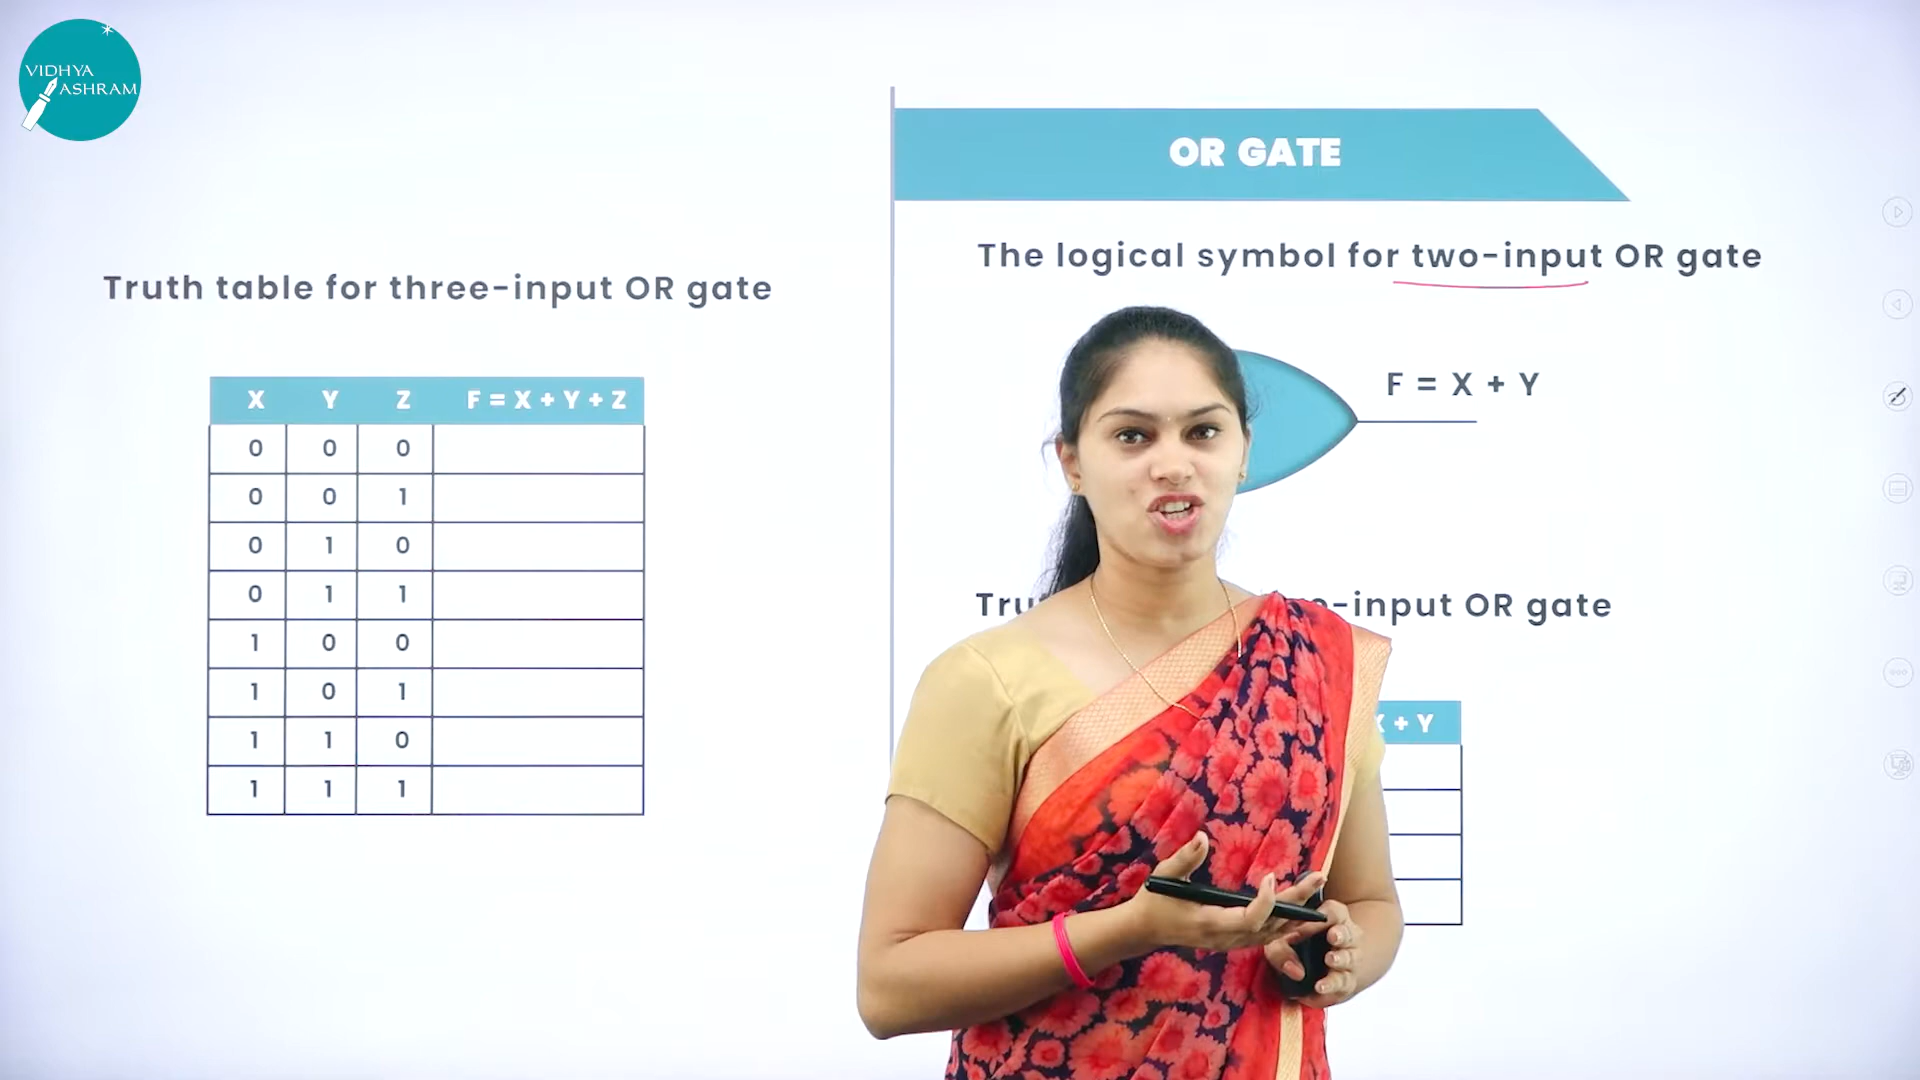 VIDHYA
ASHRAM
OR GATE
The logical symbol for two-input OR gate
F = X + Y
Truth table for three-input OR gate
X Y Z F = X + Y + Z
0 0 0
0 0 1
0 1 0
0 1 1
1 0 0
1 0 1
1 1 0
1 1 1
-input OR gate
+ Y